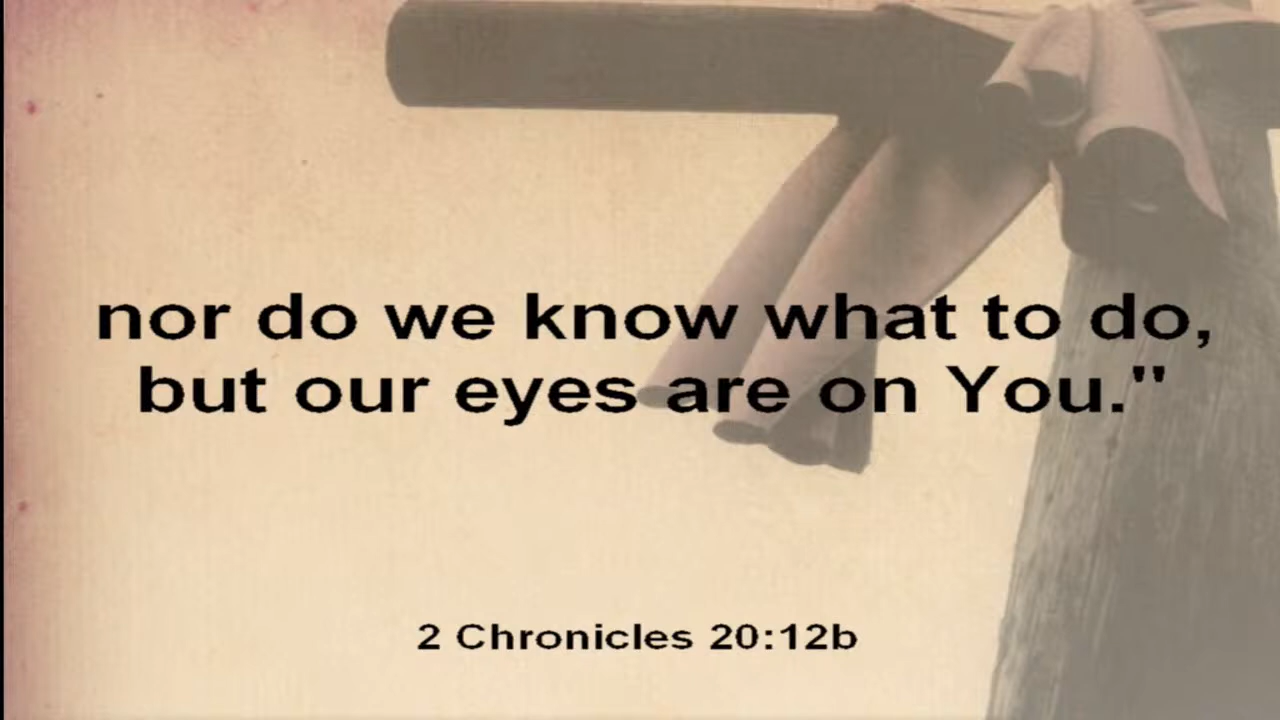 nor do we know what to do,
but our eyes are on You."
2 Chronicles 20:12b